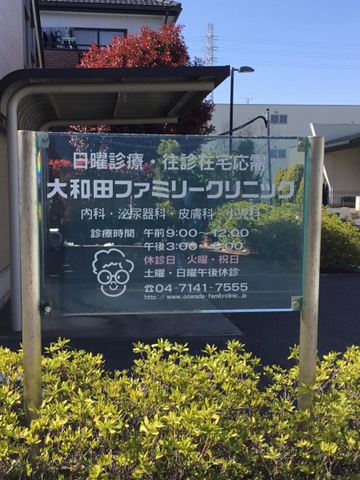 日曜診療・往診在宅応需
大和田ファミリークリニック
内科・泌尿器科・皮膚科・小児科
診療時間 午前9:00〜12:00
午後3:00〜6:00
休診日 火曜・祝日
土曜・日曜午後休診
☎04-7141-7555
http://www.oowada-familyclinic.jp